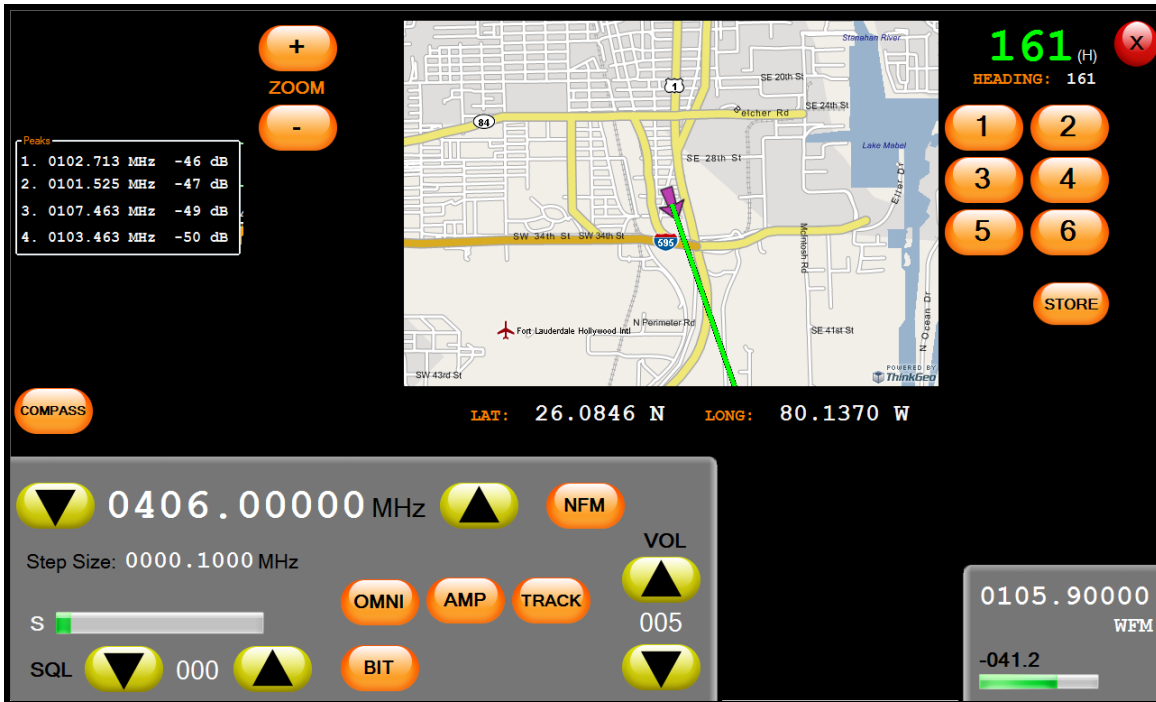 +
ZOOM
-
Peaks
1. 0102.713 MHz -46 dB
2. 0101.525 MHz -47 dB
3. 0107.463 MHz -49 dB
4. 0103.463 MHz -50 dB
COMPASS
Stranahan River
SE 20th St
1
84
Belcher Rd
SE 24th St
Lake Mabel
SE 28th St
Eller Dr
SW 34th St
SW 34th St
595
McIntosh Rd
Fort Lauderdale Hollywood Intl
N Perimeter Rd
SE 41st St
N Ocean Dr
SW 43rd St
POWERED BY
ThinkGeo
161 (H)
X
HEADING: 161
1 2
3 4
5 6
STORE
LAT: 26.0846 N LONG: 80.1370 W
0406.00000 MHz
NFM
Step Size: 0000.1000 MHz
VOL
OMNI AMP TRACK
005
S
SQL 000
BIT
0105.90000
WFM
-041.2